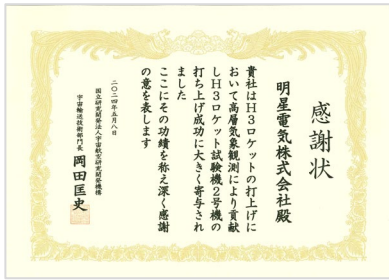 感謝状
明星電気株式会社殿
貴社はH3ロケットの打上げに
おいて高層気象観測により貢献
しH3ロケット試験機2号機の
打ち上げ成功に大きく寄与され
ました
ここにその功績を称え深く感謝
の意を表します
二〇二四年五月八日
国立研究開発法人宇宙航空研究開発機構
宇宙輸送技術部門長 岡田匡史